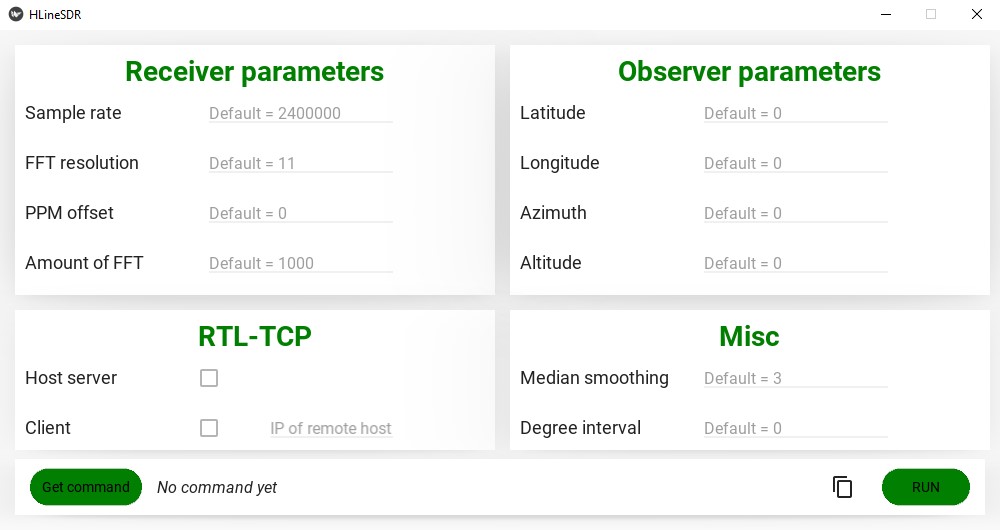 HLineSDR
Receiver parameters
Sample rate Default = 2400000
FFT resolution Default = 11
PPM offset Default = 0
Amount of FFT Default = 1000
Observer parameters
Latitude Default = 0
Longitude Default = 0
Azimuth Default = 0
Altitude Default = 0
RTL-TCP
Host server
Client IP of remote host
Misc
Median smoothing Default = 3
Degree interval Default = 0
Get command No command yet RUN